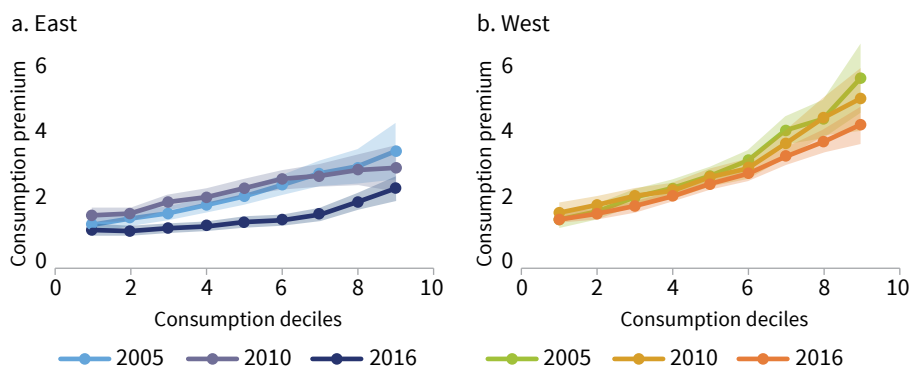 a. East
Consumption premium
6
4
2
0
0 2 4 6 8 10
Consumption deciles
2005 2010 2016
b. West
Consumption premium
6
4
2
0
0 2 4 6 8 10
Consumption deciles
2005 2010 2016